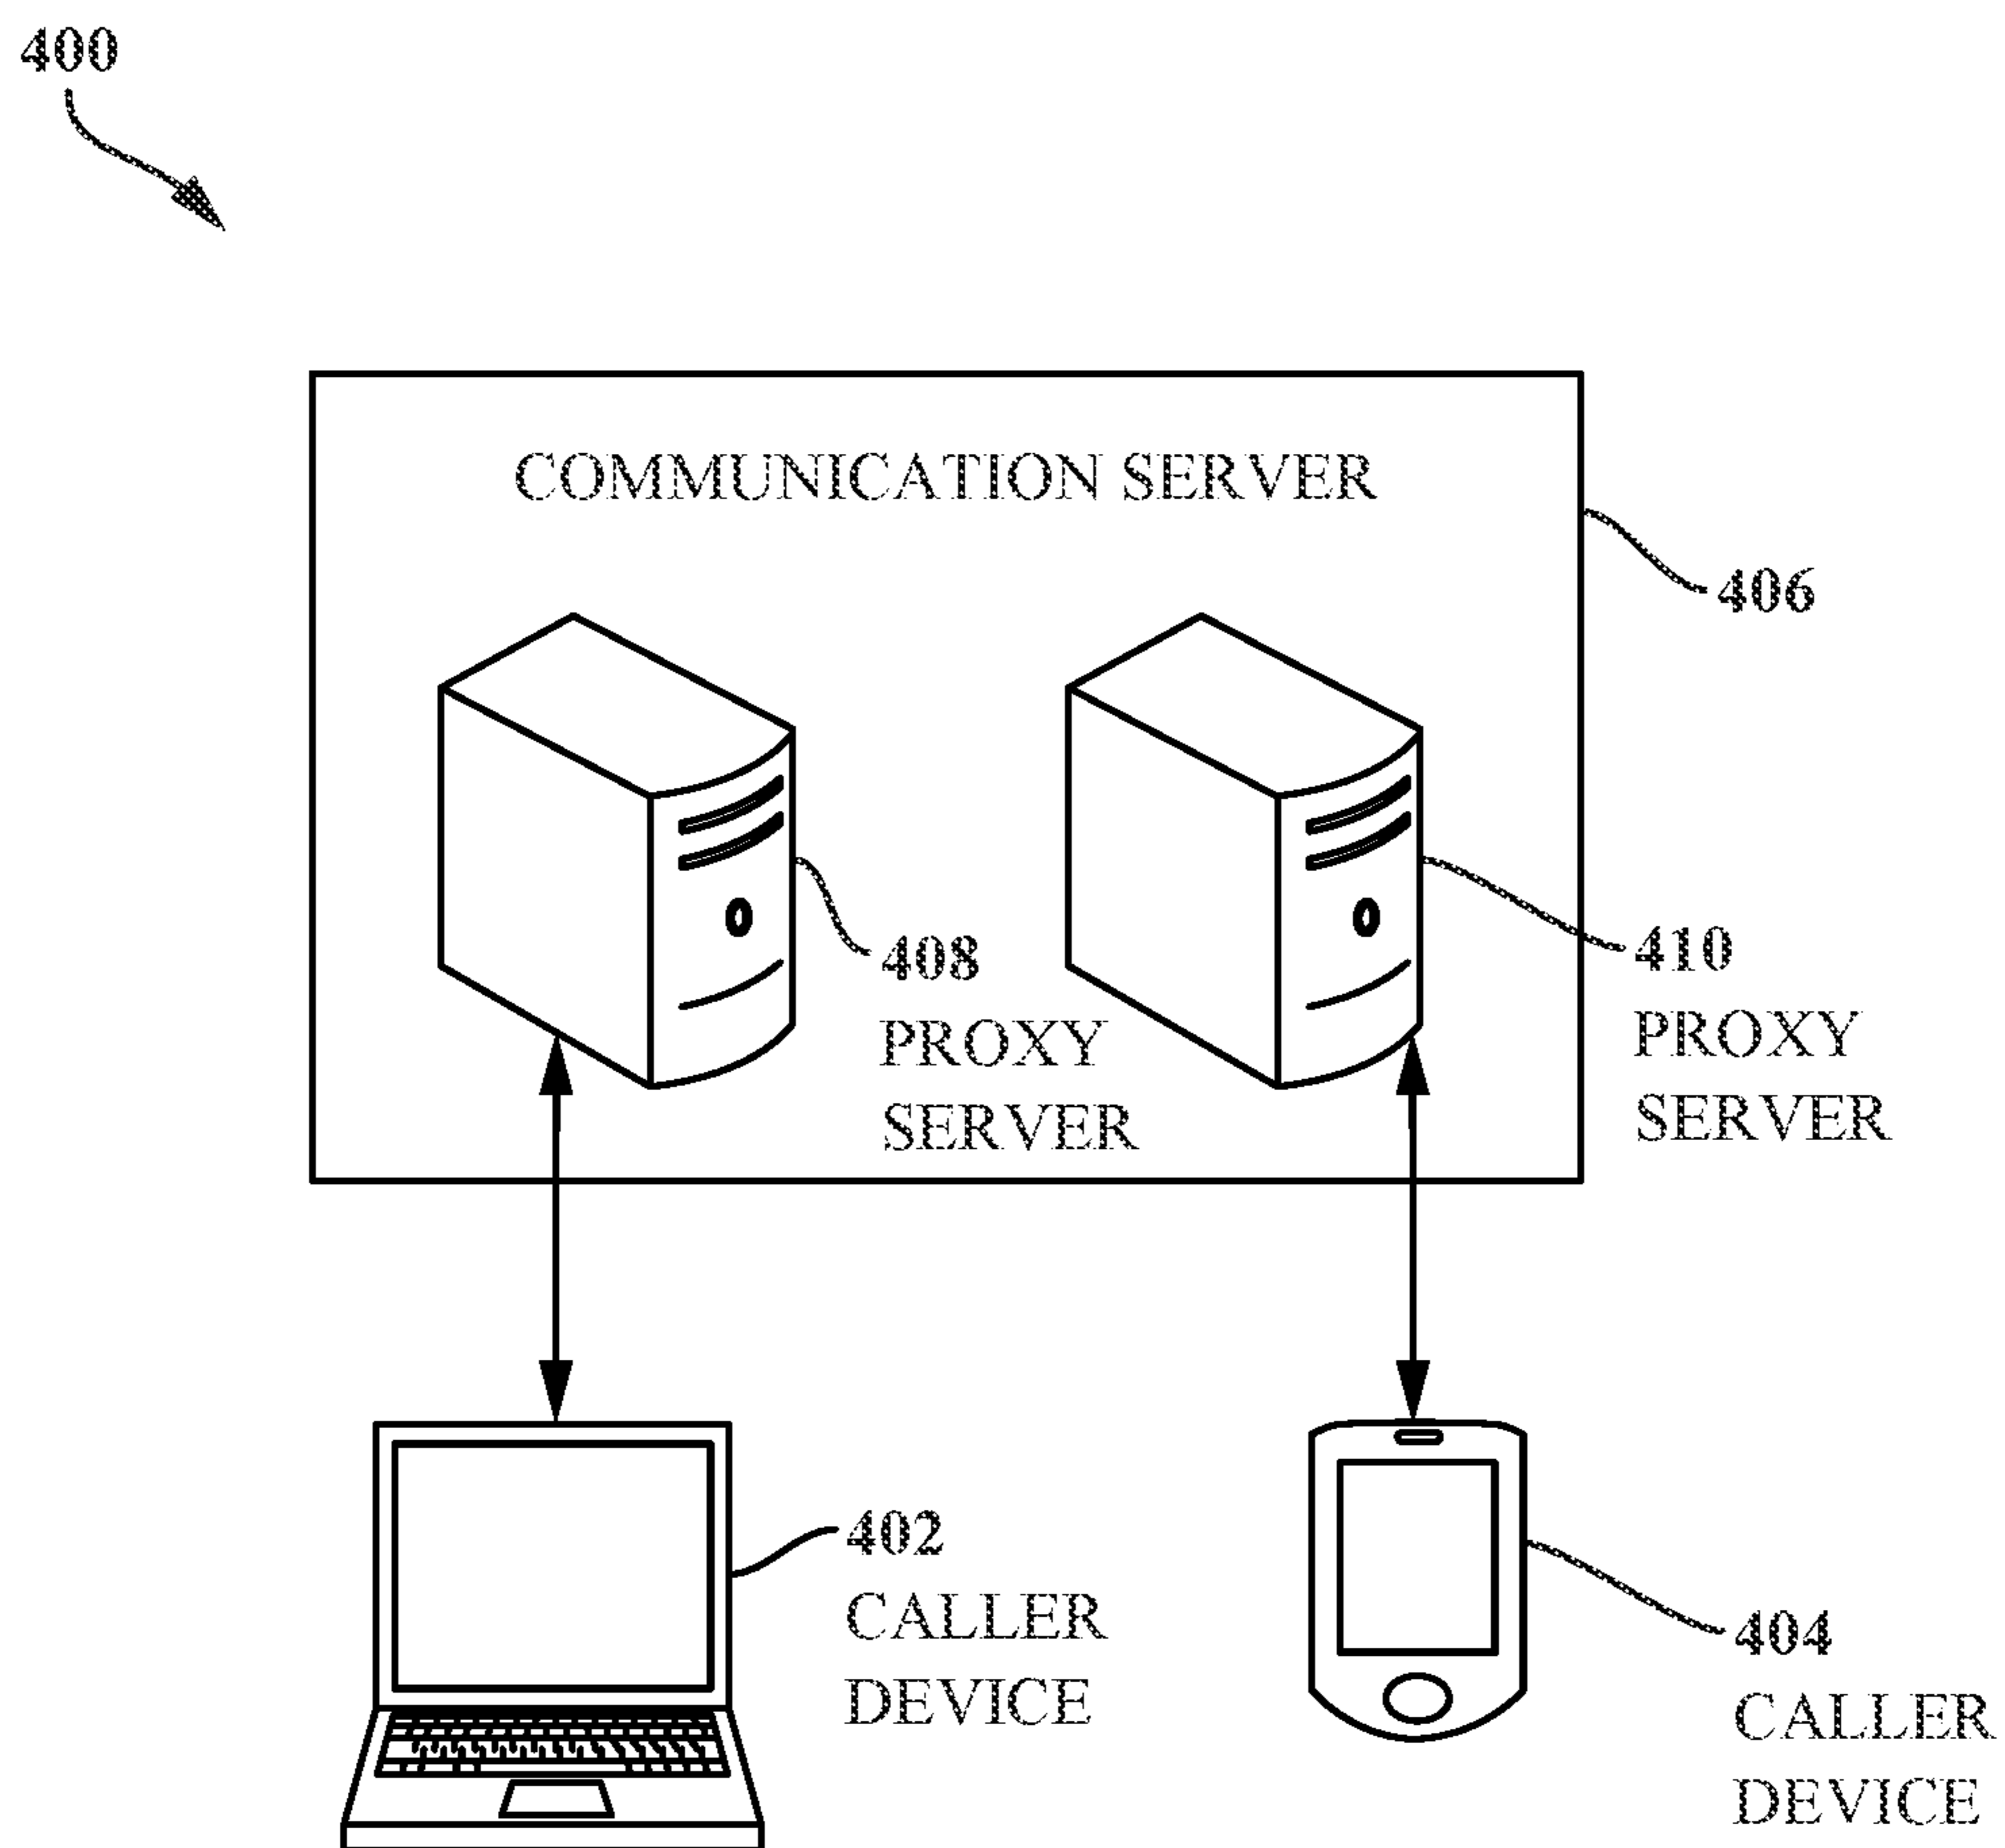 400
COMMUNICATION SERVER
406
408
PROXY
SERVER
410
PROXY
SERVER
402
CALLER
DEVICE
404
CALLER
DEVICE